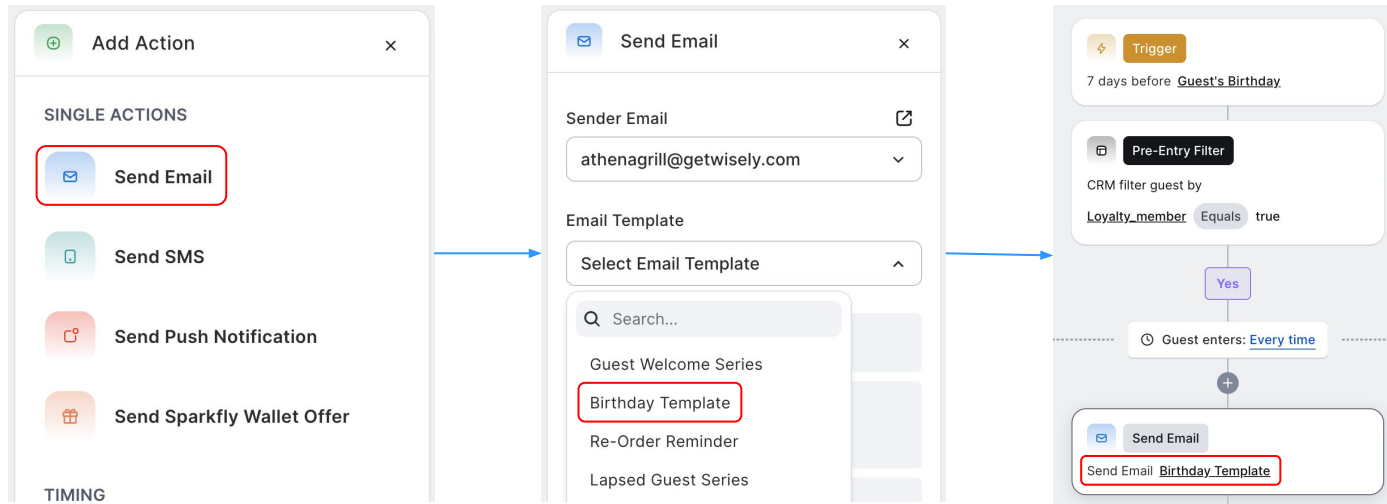 Add Action
SINGLE ACTIONS
Send Email
Send SMS
Send Push Notification
Send Sparkfly Wallet Offer
TIMING
Send Email
Sender Email
athenagrill@getwisely.com
Email Template
Select Email Template
Search...
Guest Welcome Series
Birthday Template
Re-Order Reminder
Lapsed Guest Series
Trigger
7 days before Guest's Birthday
Pre-Entry Filter
CRM filter guest by
Loyalty_member Equals true
Yes
Guest enters: Every time
Send Email
Send Email Birthday Template